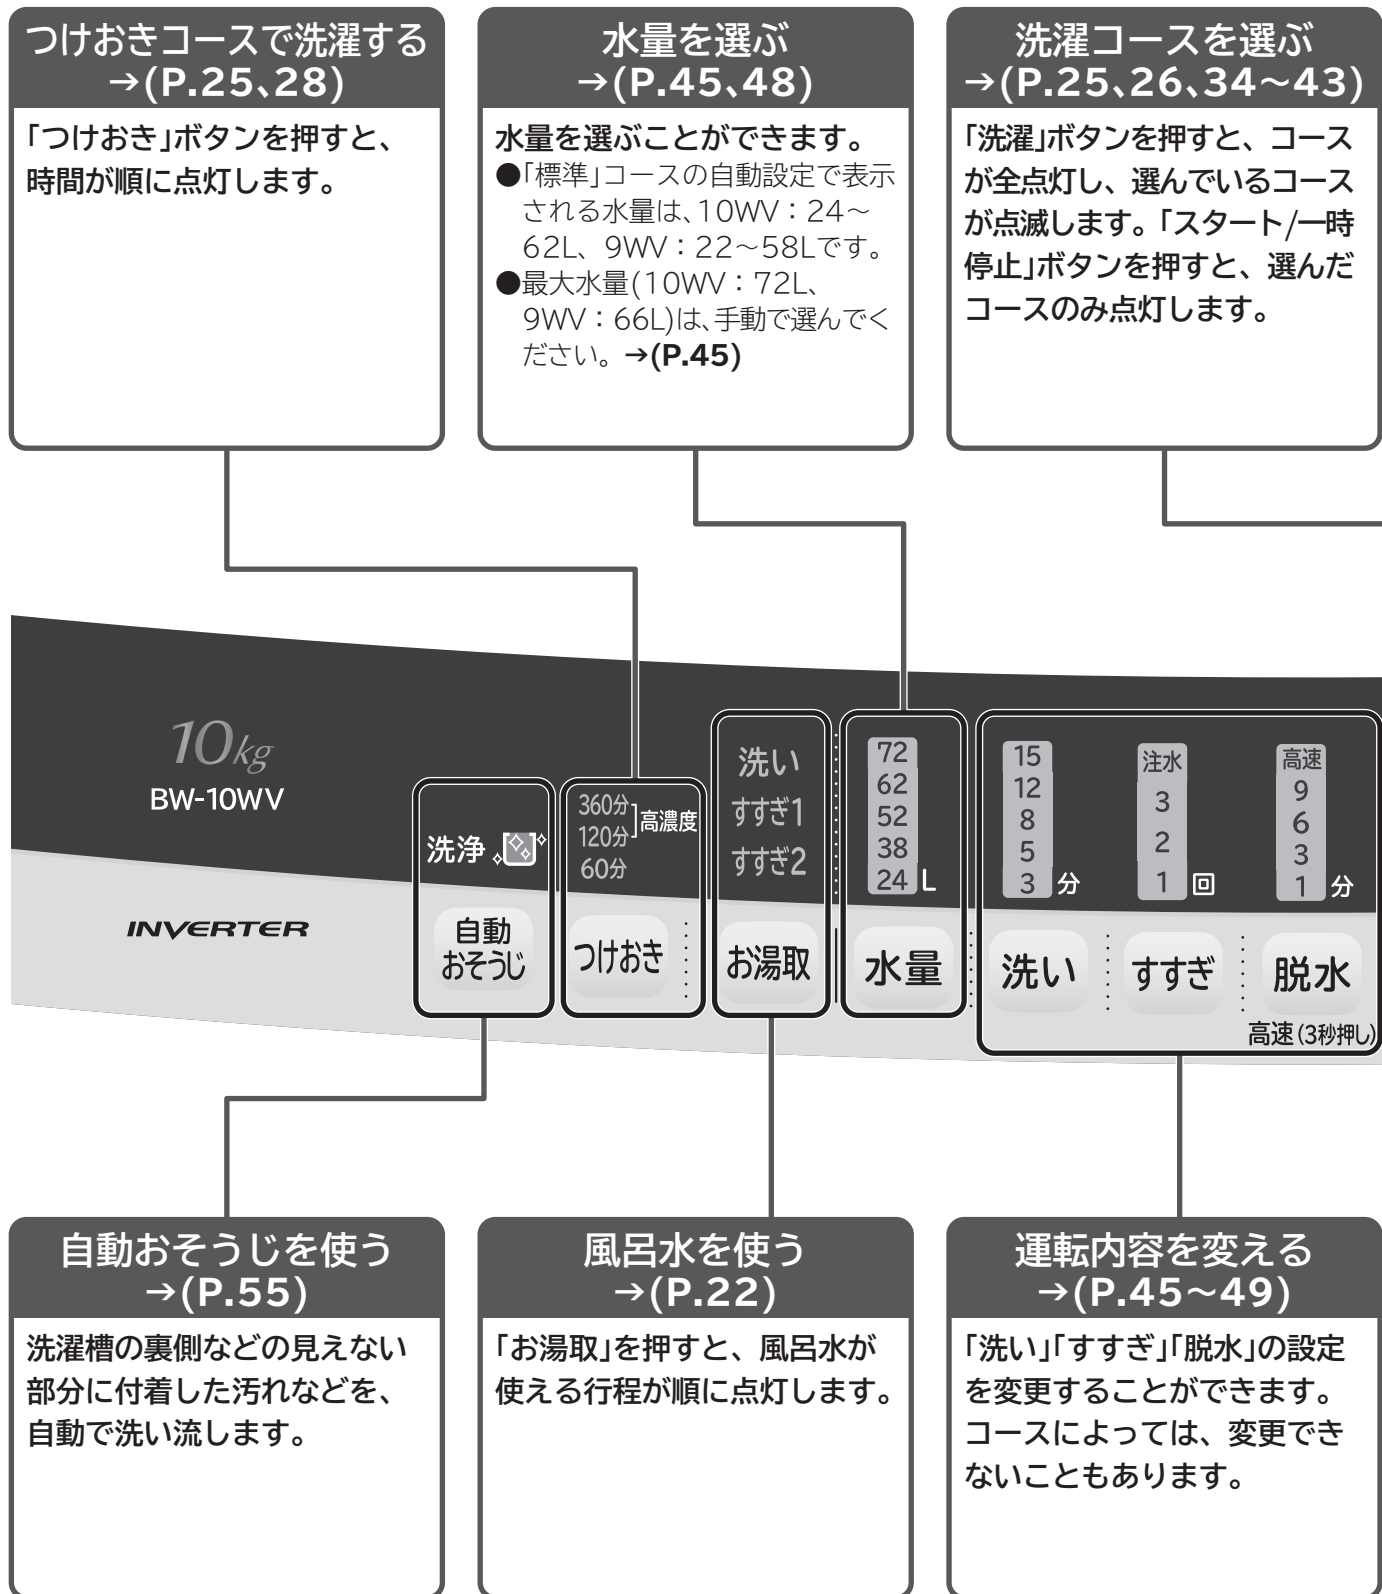 つけおきコースで洗濯する
→(P.25、28)
「つけおき」ボタンを押すと、
時間が順に点灯します。
水量を選ぶ
→(P.45、48)
水量を選ぶことができます。
●「標準」コースの自動設定で表示
される水量は、10WV：24～
62L、9WV：22～58Lです。
●最大水量(10WV：72L、
9WV：66L)は、手動で選んでく
ださい。→(P.45)
洗濯コースを選ぶ
→(P.25、26、34～43)
「洗濯」ボタンを押すと、コース
が全点灯し、選んでいるコース
が点滅します。「スタート/一時
停止」ボタンを押すと、選んだ
コースのみ点灯します。
10kg
BW-10WV
INVERTER
洗浄
自動
おそうじ
360分
120分
高濃度
60分
つけおき
洗い
すすぎ1
すすぎ2
お湯取
72
62
52
38
24 L
水量
15
12
8
5
3 分
洗い
注水
3
2
1 回
すすぎ
高速
9
6
3
1 分
脱水
高速(3秒押し)
自動おそうじを使う
→(P.55)
洗濯槽の裏側などの見えない
部分に付着した汚れなどを、
自動で洗い流します。
風呂水を使う
→(P.22)
「お湯取」を押すと、風呂水が
使える行程が順に点灯します。
運転内容を変える
→(P.45～49)
「洗い」「すすぎ」「脱水」の設定
を変更することができます。
コースによっては、変更でき
ないこともあります。